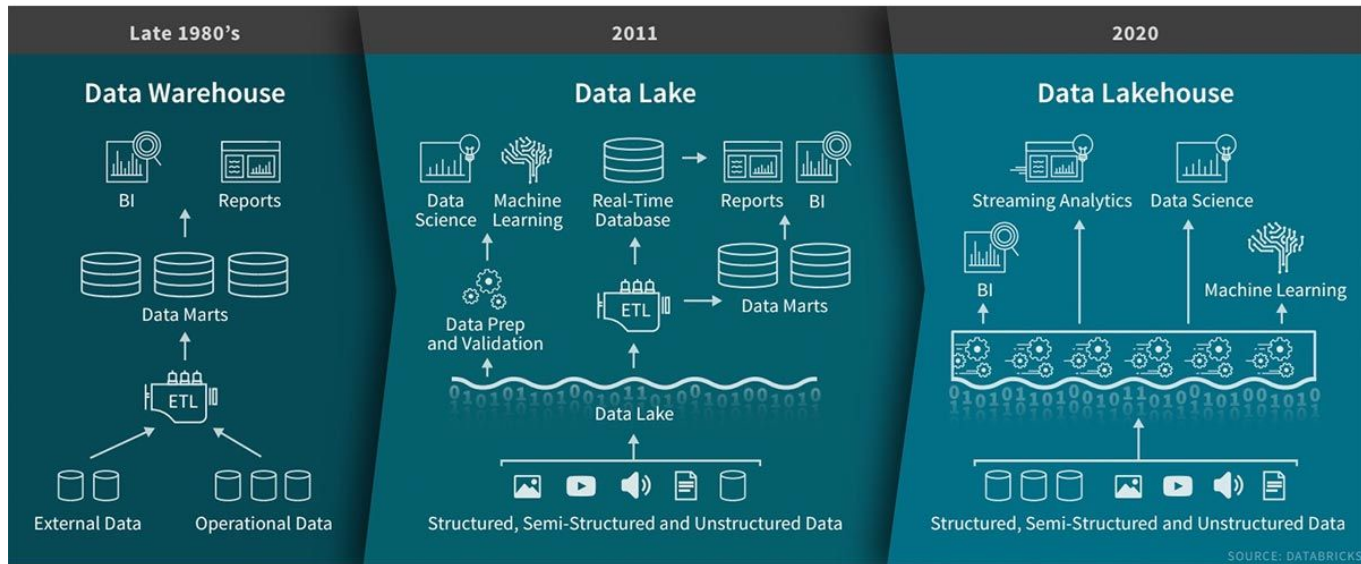 Late 1980's
Data Warehouse
BI
Reports
Data Marts
ETL
External Data
Operational Data
2011
Data Lake
Data
Science
Machine
Learning
Real-Time
Database
Reports
BI
Data Prep
and Validation
ETL
Data Marts
Data Lake
Structured, Semi-Structured and Unstructured Data
2020
Data Lakehouse
Streaming Analytics
Data Science
BI
Machine Learning
Structured, Semi-Structured and Unstructured Data
SOURCE: DATABRICKS